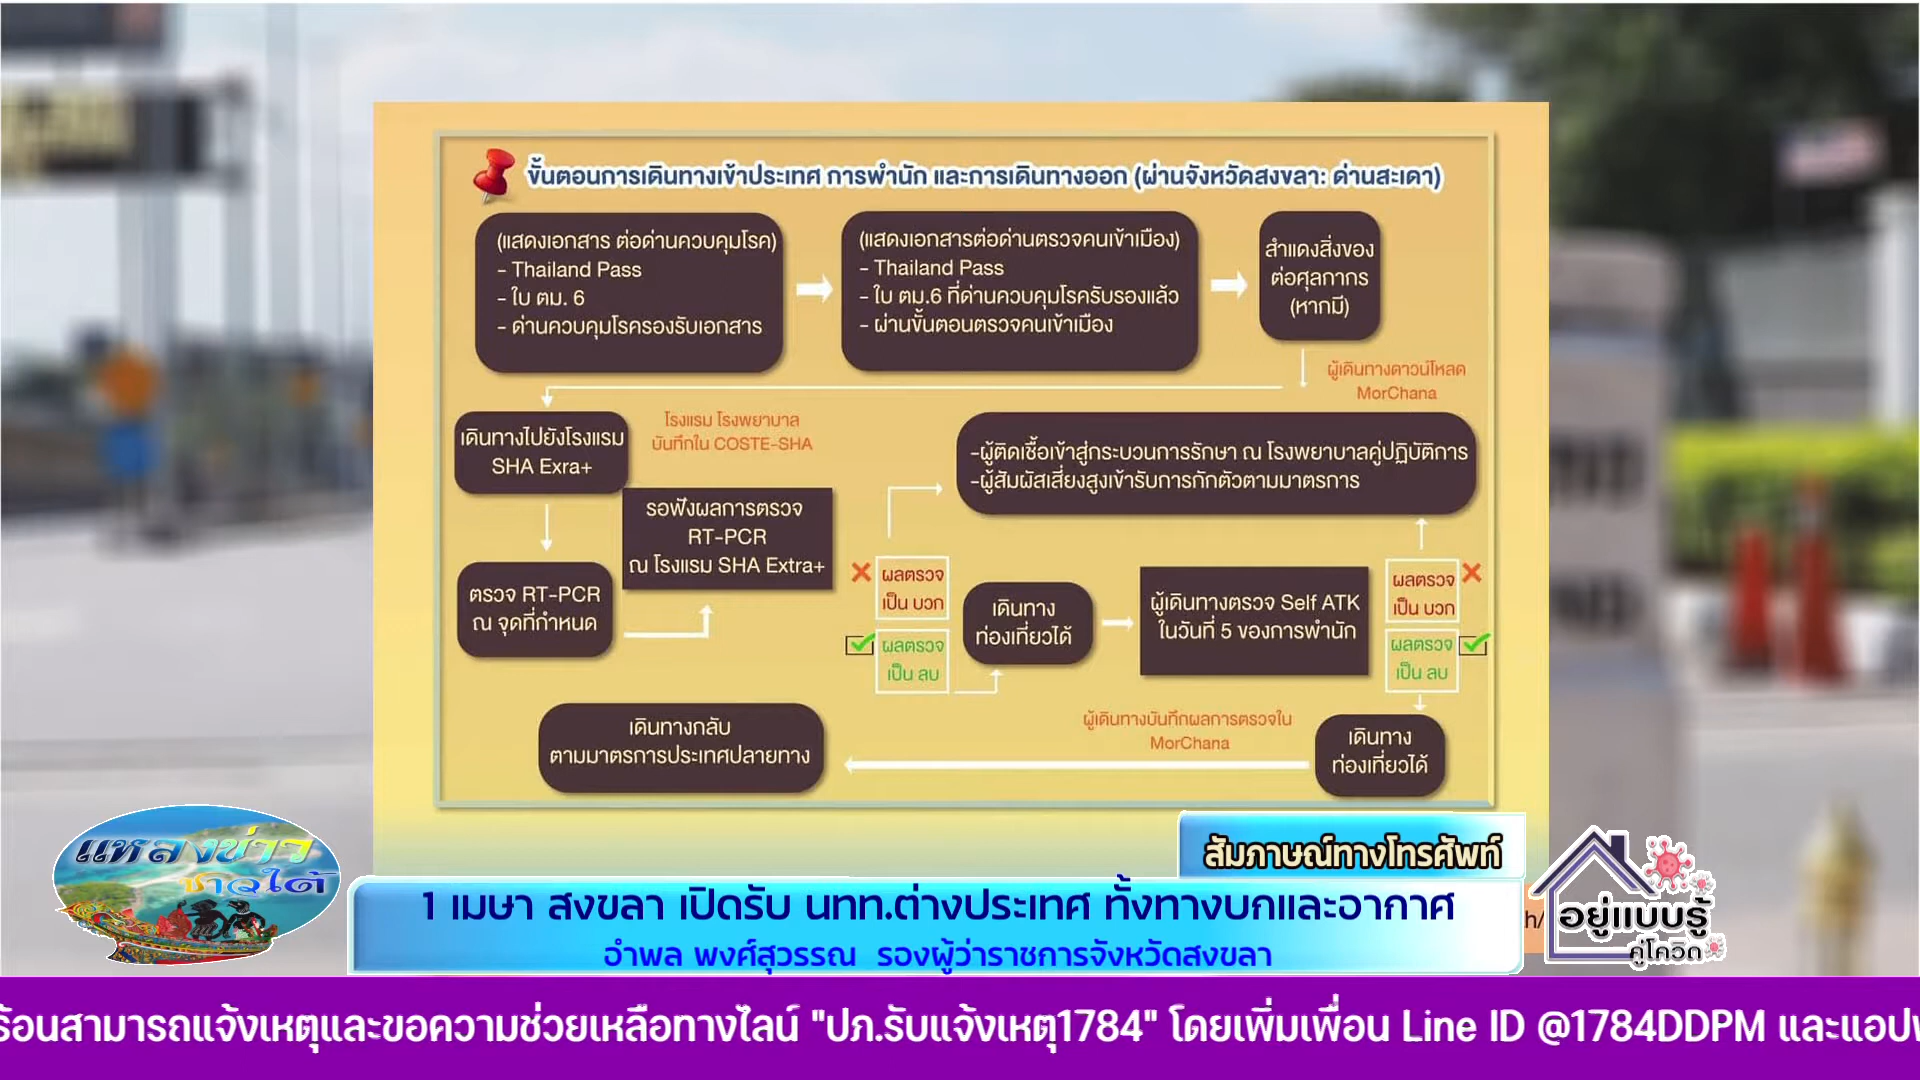 ขั้นตอนการเดินทางเข้าประเทศ การพำนัก และการเดินทางออก (ผ่านจังหวัดสงขลา: ด่านสะเดา)
(แสดงเอกสาร ต่อด่านควบคุมโรค)
- Thailand Pass
- ใบ ตม. 6
- ด่านควบคุมโรครองรับเอกสาร
(แสดงเอกสารต่อด่านตรวจคนเข้าเมือง)
- Thailand Pass
- ใบ ตม.6 ที่ด่านควบคุมโรครับรองแล้ว
- ผ่านขั้นตอนตรวจคนเข้าเมือง
สำแดงสิ่งของ
ต่อศุลกากร
(หากมี)
ผู้เดินทางดาวน์โหลด
MorChana
เดินทางไปยังโรงแรม
SHA Exra+
โรงแรม โรงพยาบาล
บันทึกใน COSTE-SHA
ตรวจ RT-PCR
ณ จุดที่กำหนด
รอฟังผลการตรวจ
RT-PCR
ณ โรงแรม SHA Extra+
-ผู้ติดเชื้อเข้าสู่กระบวนการรักษา ณ โรงพยาบาลคู่ปฏิบัติการ
-ผู้สัมผัสเสี่ยงสูงเข้ารับการกักตัวตามมาตรการ
ผลตรวจ
เป็น บวก
ผลตรวจ
เป็น ลบ
เดินทาง
ท่องเที่ยวได้
ผู้เดินทางตรวจ Self ATK
ในวันที่ 5 ของการพำนัก
ผลตรวจ
เป็น บวก
ผลตรวจ
เป็น ลบ
เดินทาง
ท่องเที่ยวได้
ผู้เดินทางบันทึกผลการตรวจใน
MorChana
เดินทางกลับ
ตามมาตรการประเทศปลายทาง
แหลงข่าว
ชาวใต้
สัมภาษณ์ทางโทรศัพท์
1 เมษา สงขลา เปิดรับ นทท.ต่างประเทศ ทั้งทางบกและอากาศ
อำพล พงศ์สุวรรณ รองผู้ว่าราชการจังหวัดสงขลา
h/
อยู่แบบรู้
คู่โควิด
ร้อนสามารถแจ้งเหตุและขอความช่วยเหลือทางไลน์ "ปภ.รับแจ้งเหตุ1784" โดยเพิ่มเพื่อน Line ID @1784DDPM และแอปพ